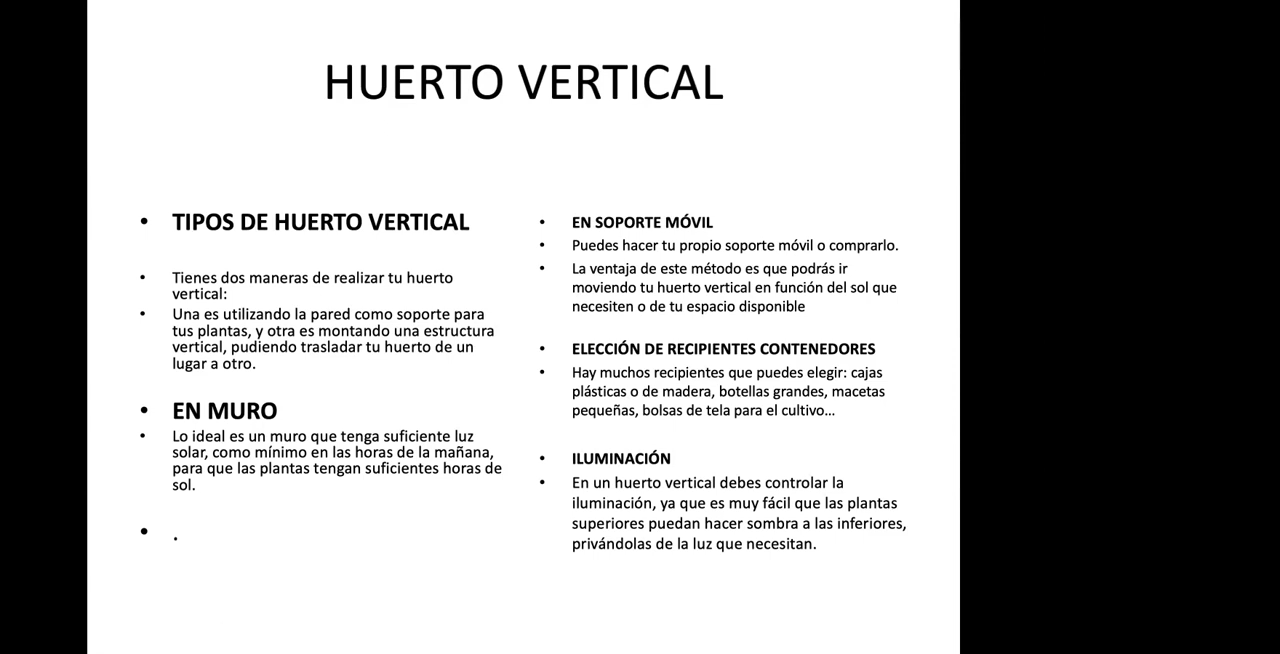 HUERTO VERTICAL
• TIPOS DE HUERTO VERTICAL
• Tienes dos maneras de realizar tu huerto
vertical:
• Una es utilizando la pared como soporte para
tus plantas, y otra es montando una estructura
vertical, pudiendo trasladar tu huerto de un
lugar a otro.
• EN MURO
• Lo ideal es un muro que tenga suficiente luz
solar, como mínimo en las horas de la mañana,
para que las plantas tengan suficientes horas de
sol.
• .
• EN SOPORTE MÓVIL
• Puedes hacer tu propio soporte móvil o comprarlo.
• La ventaja de este método es que podrás ir
moviendo tu huerto vertical en función del sol que
necesiten o de tu espacio disponible
• ELECCIÓN DE RECIPIENTES CONTENEDORES
• Hay muchos recipientes que puedes elegir: cajas
plásticas o de madera, botellas grandes, macetas
pequeñas, bolsas de tela para el cultivo…
• ILUMINACIÓN
• En un huerto vertical debes controlar la
iluminación, ya que es muy fácil que las plantas
superiores puedan hacer sombra a las inferiores,
privándolas de la luz que necesitan.